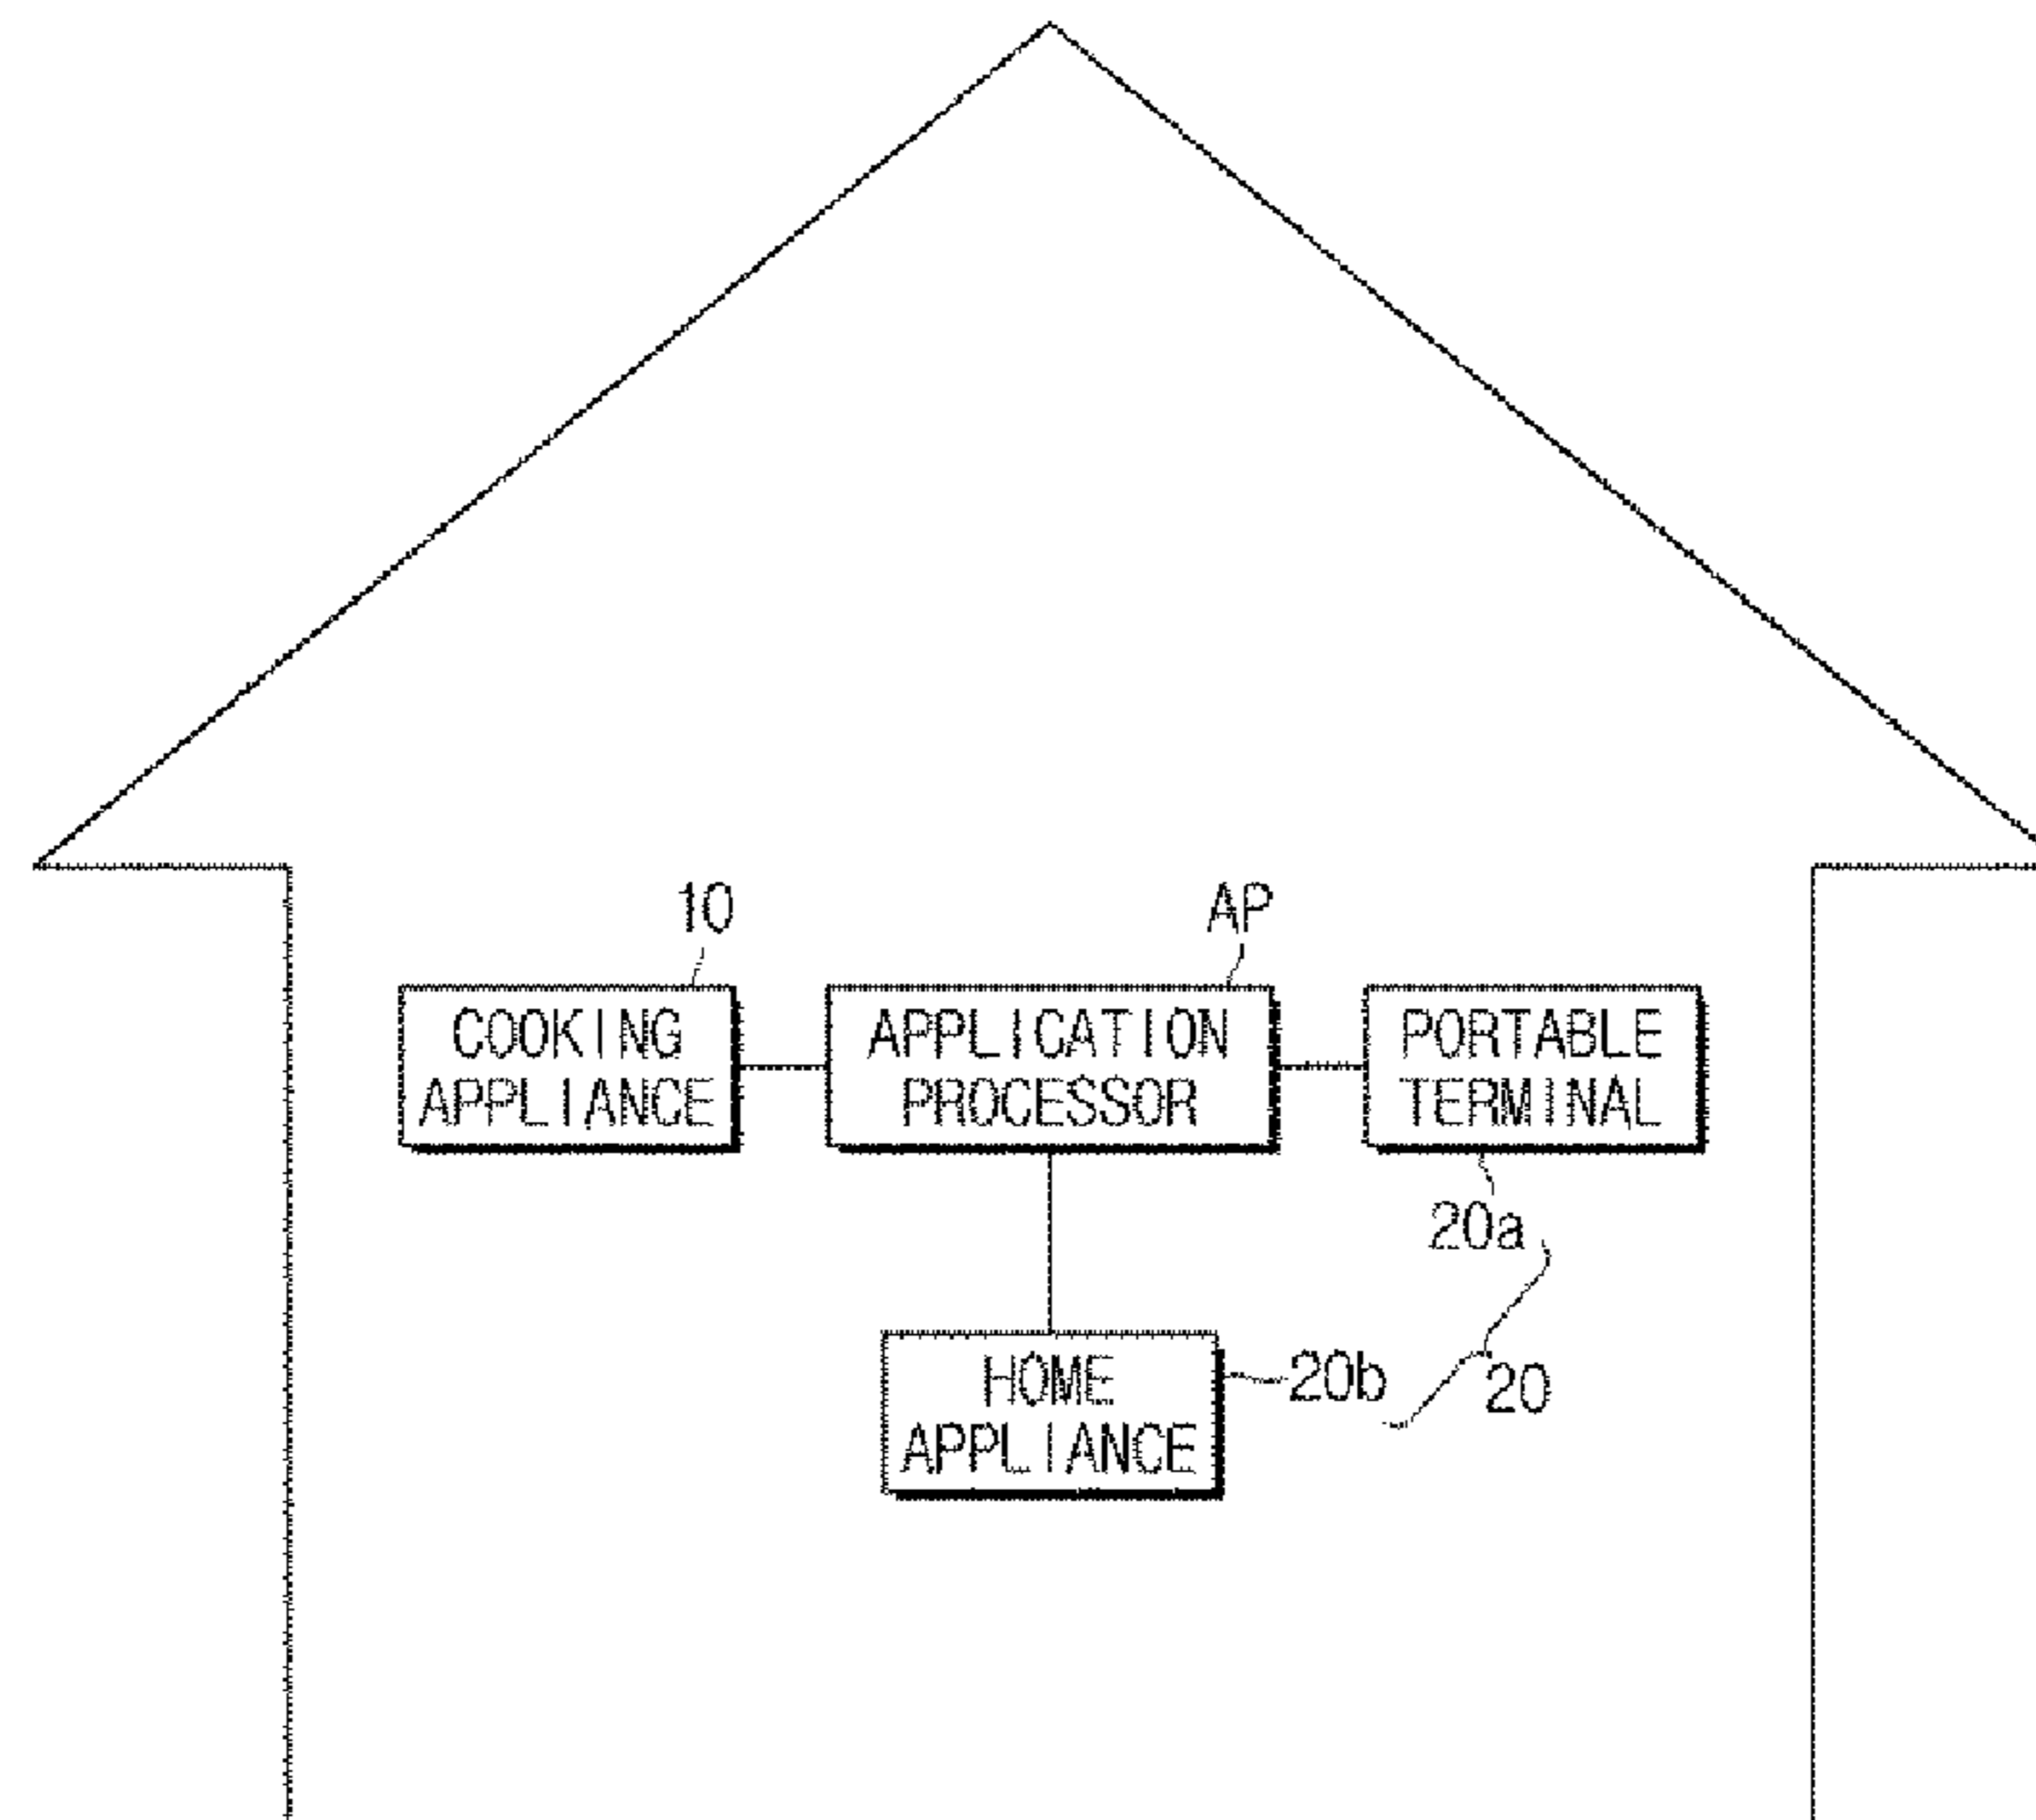 10
AP
COOKING
APPLIANCE
APPLICATION
PROCESSOR
PORTABLE
TERMINAL
20a
HOME
APPLIANCE
20b
20